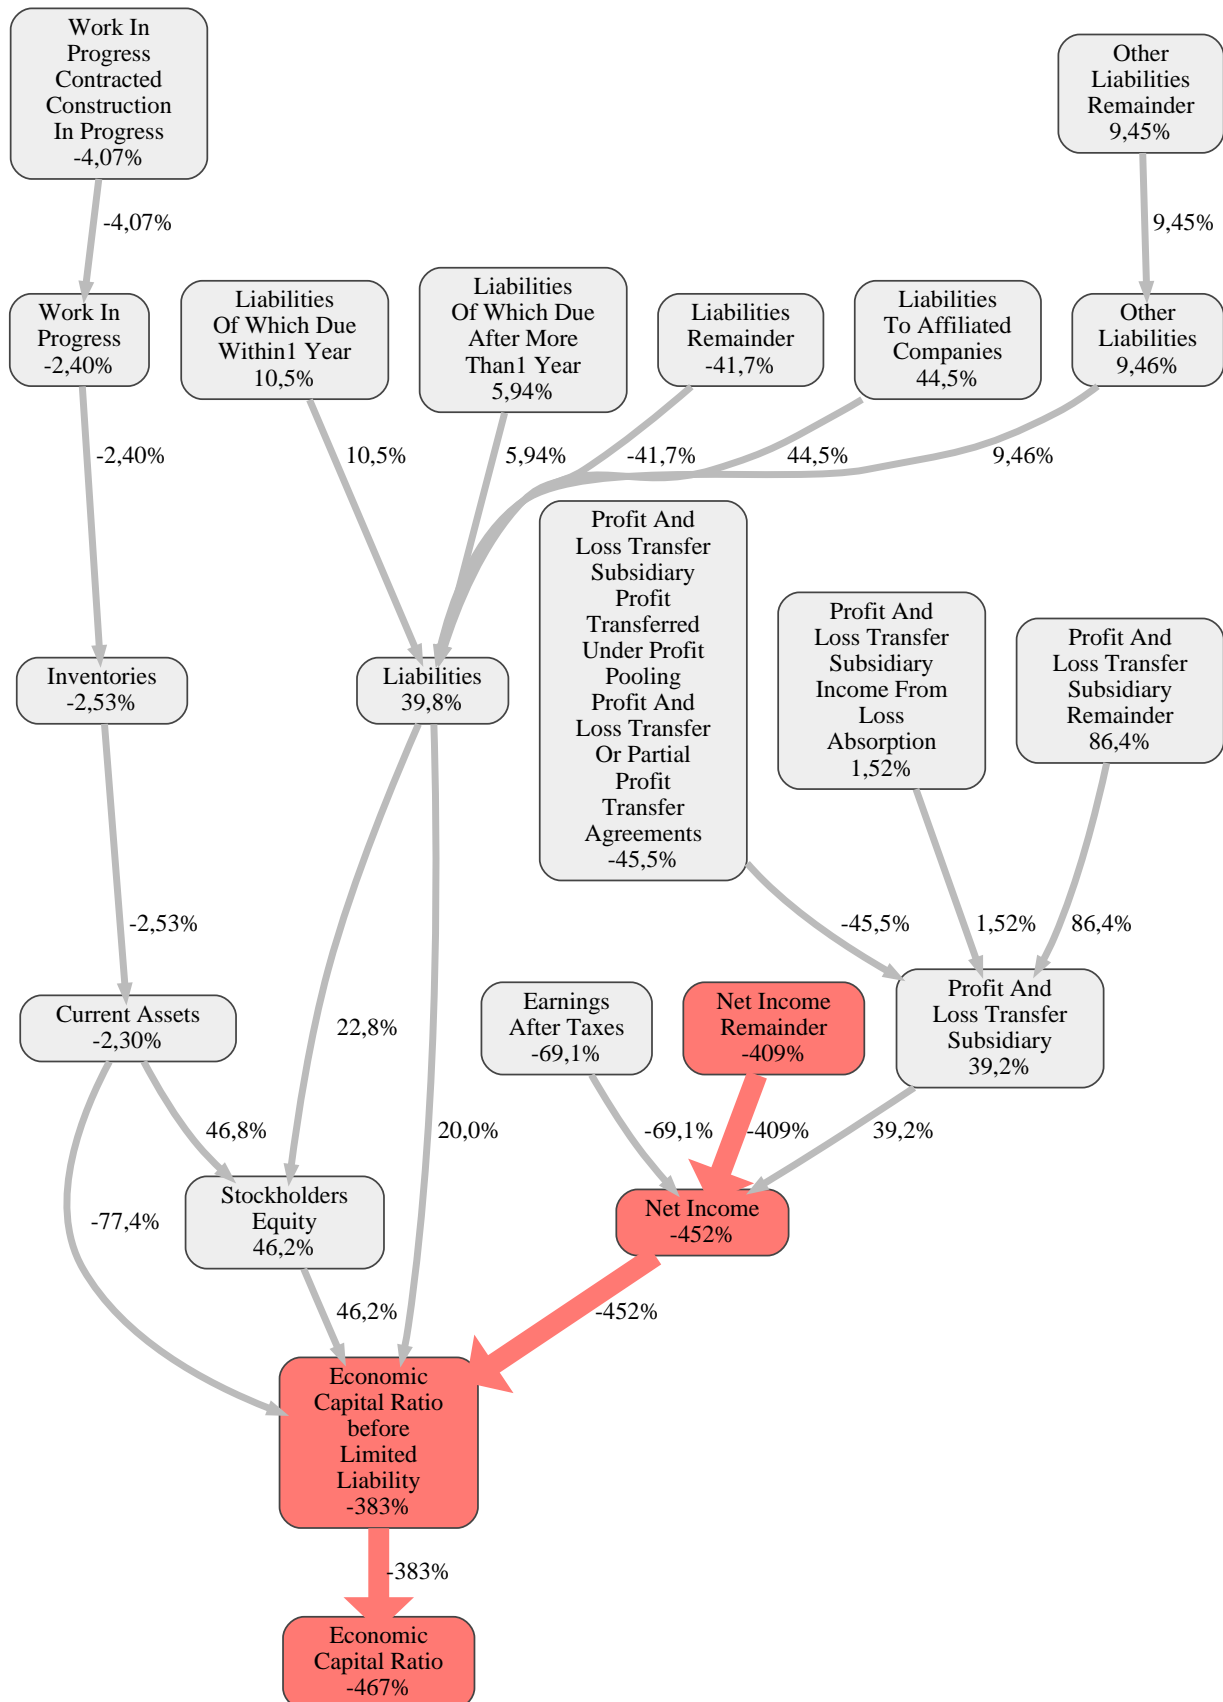 Work In
Progress
Contracted
Construction
In Progress
-4,07%
Other
Liabilities
Remainder
9,45%
-4,07%
9,45%
Work In
Progress
-2,40%
Liabilities
Of Which Due
Within1 Year
10,5%
Liabilities
Of Which Due
After More
Than1 Year
5,94%
Liabilities
Remainder
-41,7%
Liabilities
To Affiliated
Companies
44,5%
Other
Liabilities
9,46%
-2,40%
10,5%
5,94%
-41,7%
44,5%
9,46%
Profit And
Loss Transfer
Subsidiary
Profit
Transferred
Under Profit
Pooling
Profit And
Loss Transfer
Or Partial
Profit
Transfer
Agreements
-45,5%
Profit And
Loss Transfer
Subsidiary
Income From
Loss
Absorption
1,52%
Profit And
Loss Transfer
Subsidiary
Remainder
86,4%
Inventories
-2,53%
Liabilities
39,8%
-2,53%
-45,5%
1,52%
86,4%
Current Assets
-2,30%
22,8%
Earnings
After Taxes
-69,1%
Net Income
Remainder
-409%
Profit And
Loss Transfer
Subsidiary
39,2%
46,8%
20,0%
-69,1%
-409%
39,2%
-77,4%
Stockholders
Equity
46,2%
Net Income
-452%
46,2%
-452%
Economic
Capital Ratio
before
Limited
Liability
-383%
-383%
Economic
Capital Ratio
-467%